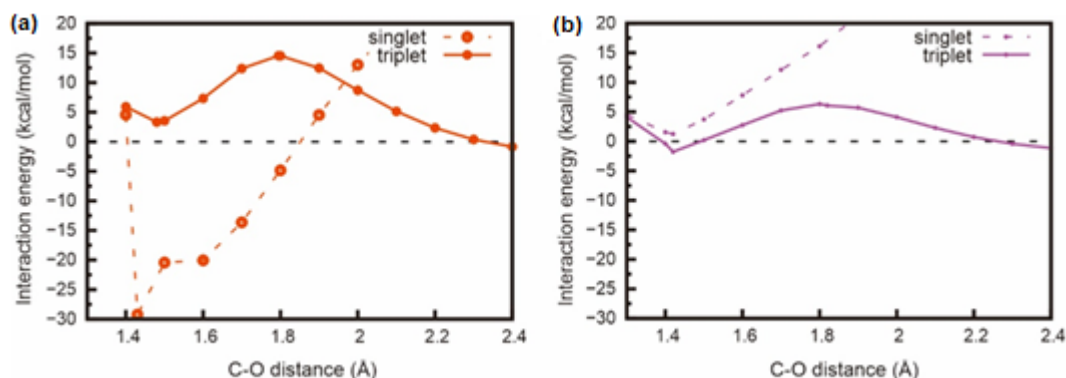 (a)
Interaction energy (kcal/mol)
20
15
10
5
0
−5
−10
−15
−20
−25
−30
singlet
triplet
1.4 1.6 1.8 2 2.2 2.4
C-O distance (Å)
(b)
Interaction energy (kcal/mol)
20
15
10
5
0
−5
−10
−15
−20
−25
−30
singlet
triplet
1.4 1.6 1.8 2 2.2 2.4
C-O distance (Å)